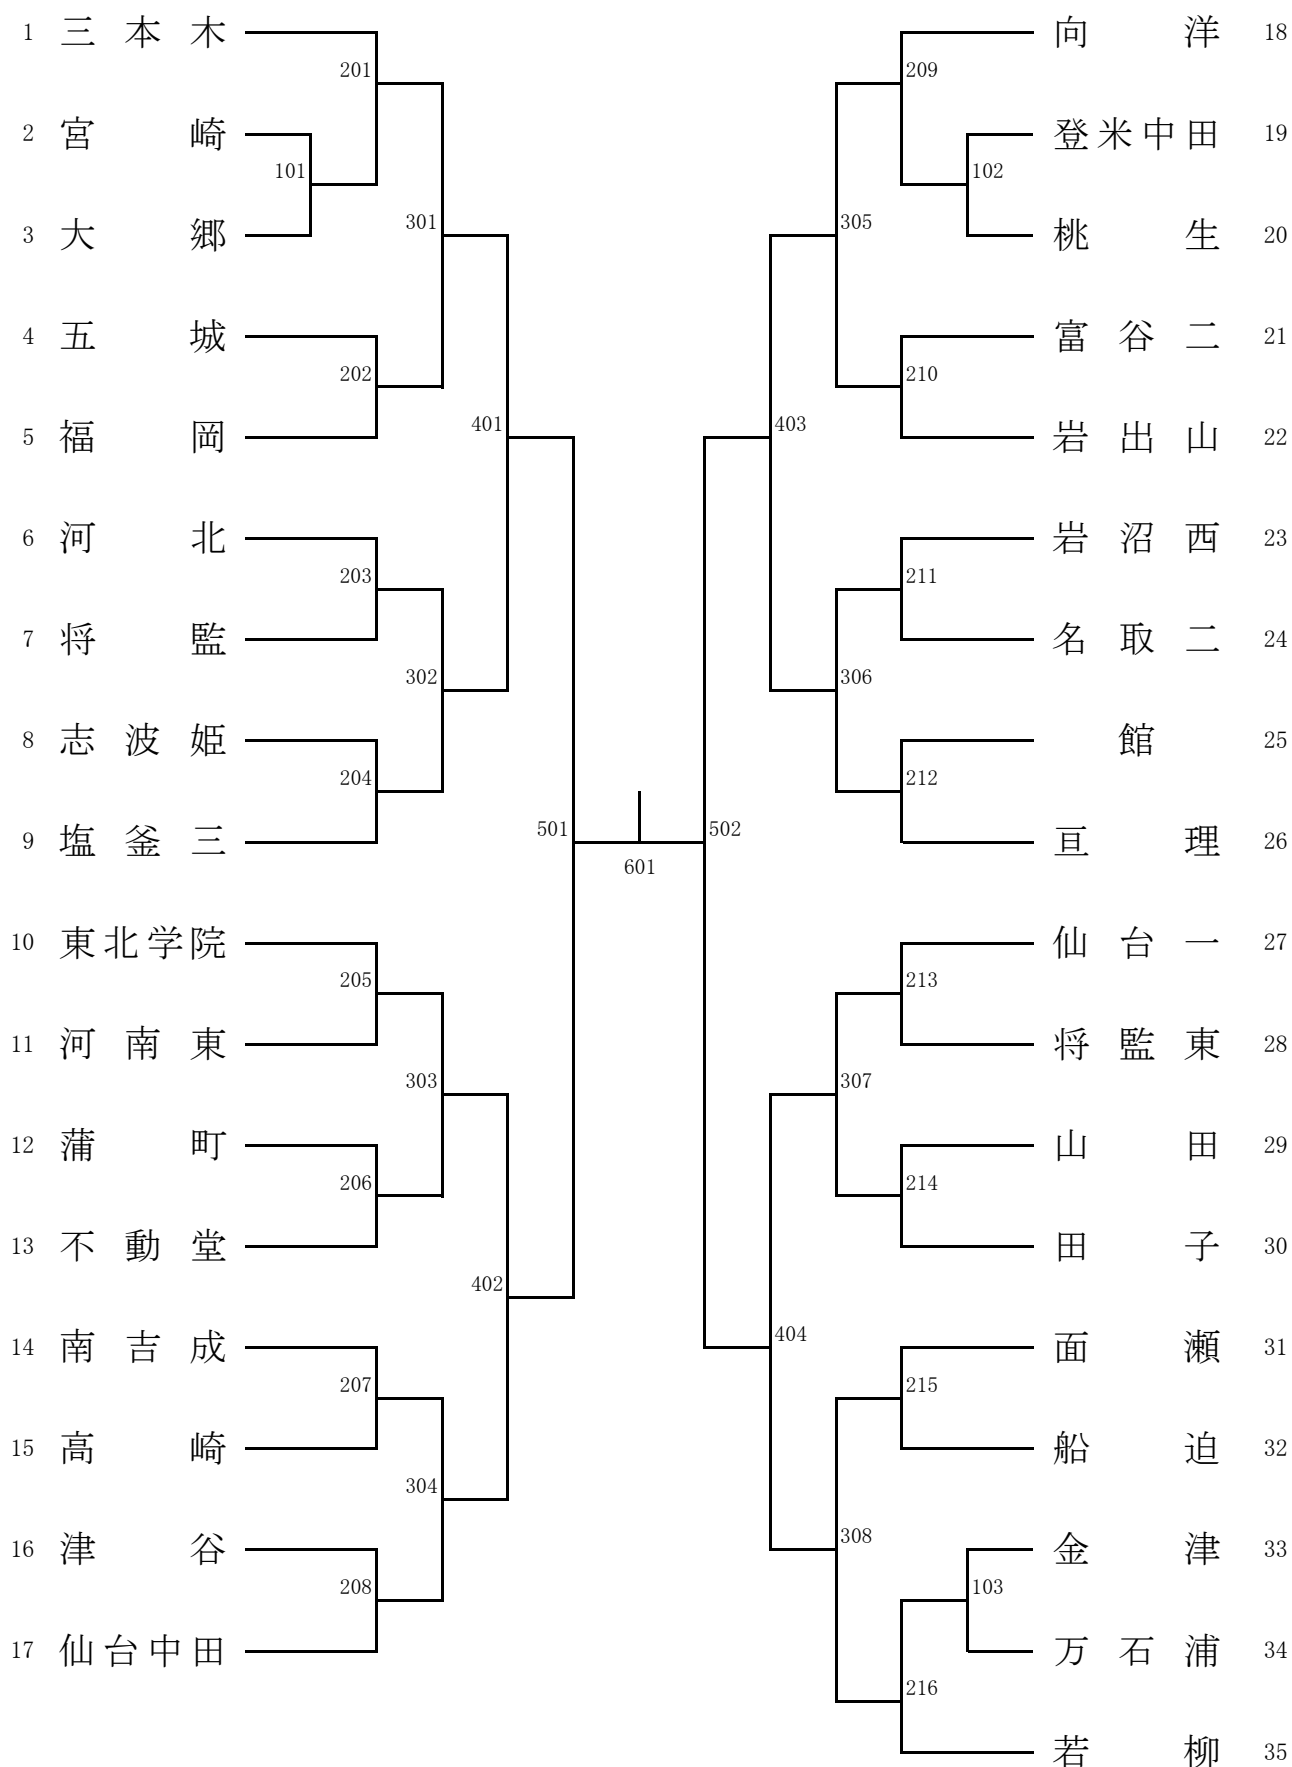 1 三本木 向洋 18
201 209
2 宮崎 登米中田 19
101 102
3 大郷 301 305 桃生 20
4 五城 富谷二 21
202 210
5 福岡 401 403 岩出山 22
6 河北 岩沼西 23
203 211
7 将監 名取二 24
302 306
8 志波姫 館 25
204 212
9 塩釜三 501 502 亘理 26
601
10 東北学院 仙台一 27
205 213
11 河南東 将監東 28
303 307
12 蒲町 山田 29
206 214
13 不動堂 田子 30
402
14 南吉成 404 面瀬 31
207 215
15 高崎 船迫 32
304
16 津谷 308 金津 33
208 103
17 仙台中田 万石浦 34
216
若柳 35